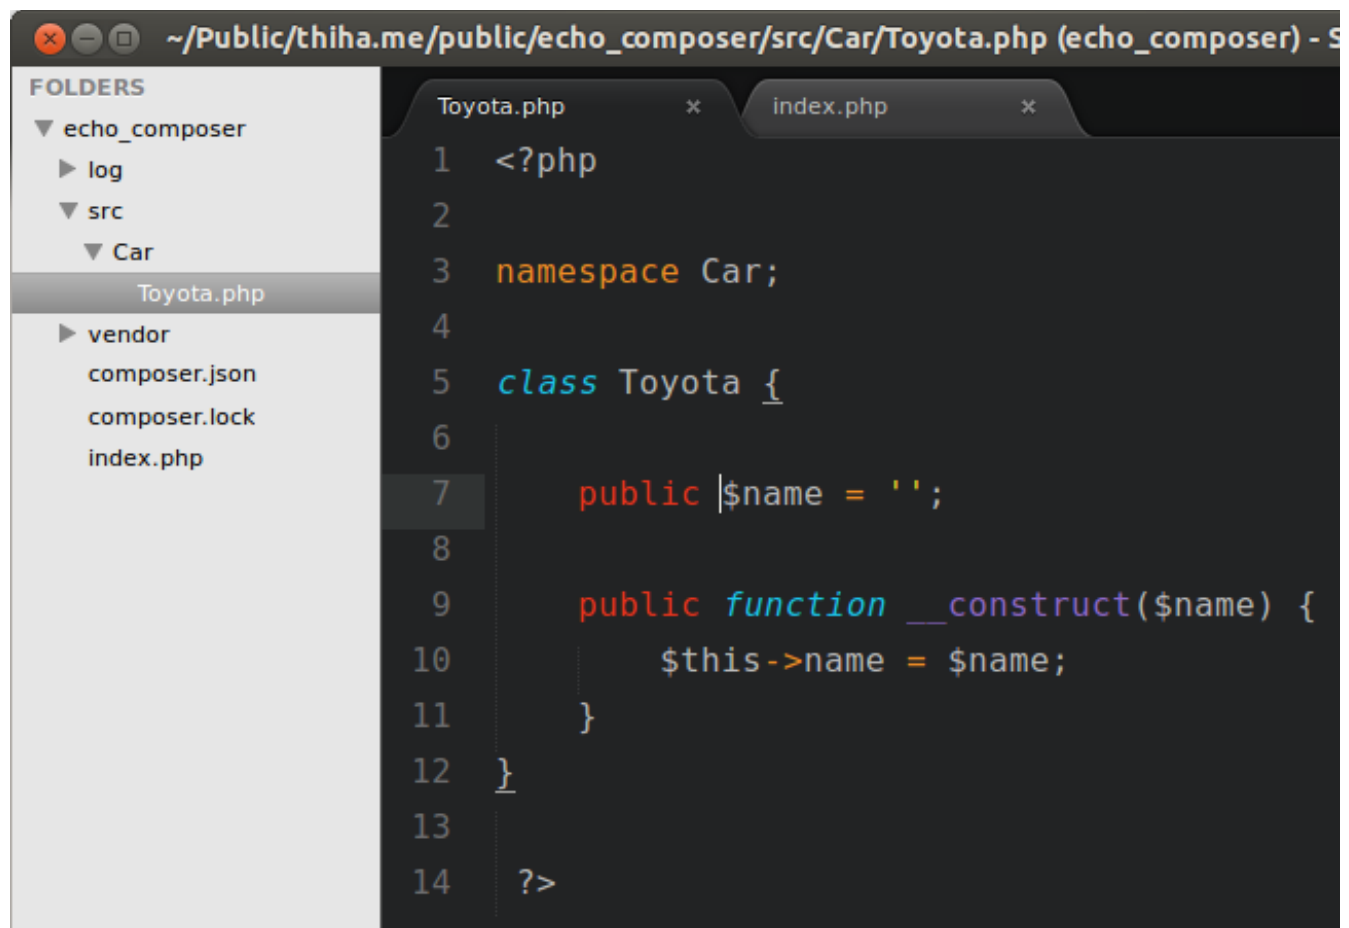 ~/Public/thiha.me/public/echo_composer/src/Car/Toyota.php (echo_composer) - S
FOLDERS
echo_composer
log
src
Car
Toyota.php
vendor
composer.json
composer.lock
index.php
Toyota.php × index.php ×
1 <?php
2
3 namespace Car;
4
5 class Toyota {
6
7 public $name = '';
8
9 public function __construct($name) {
10 $this->name = $name;
11 }
12 }
13
14 ?>